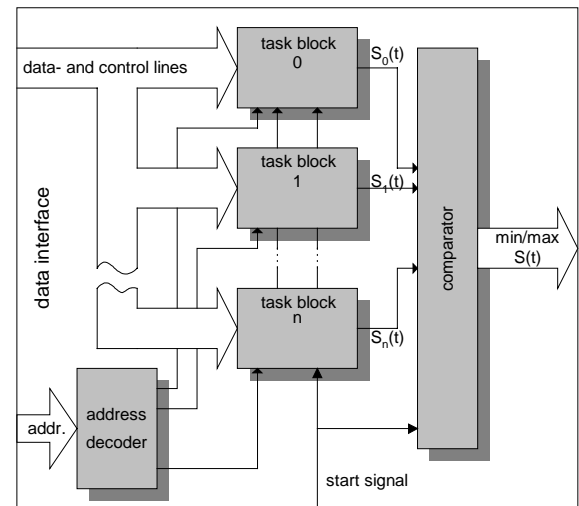 task block
0
S0(t)
data- and control lines
task block
1
S1(t)
comparator
min/max
S(t)
data interface
task block
n
Sn(t)
addr.
address
decoder
start signal